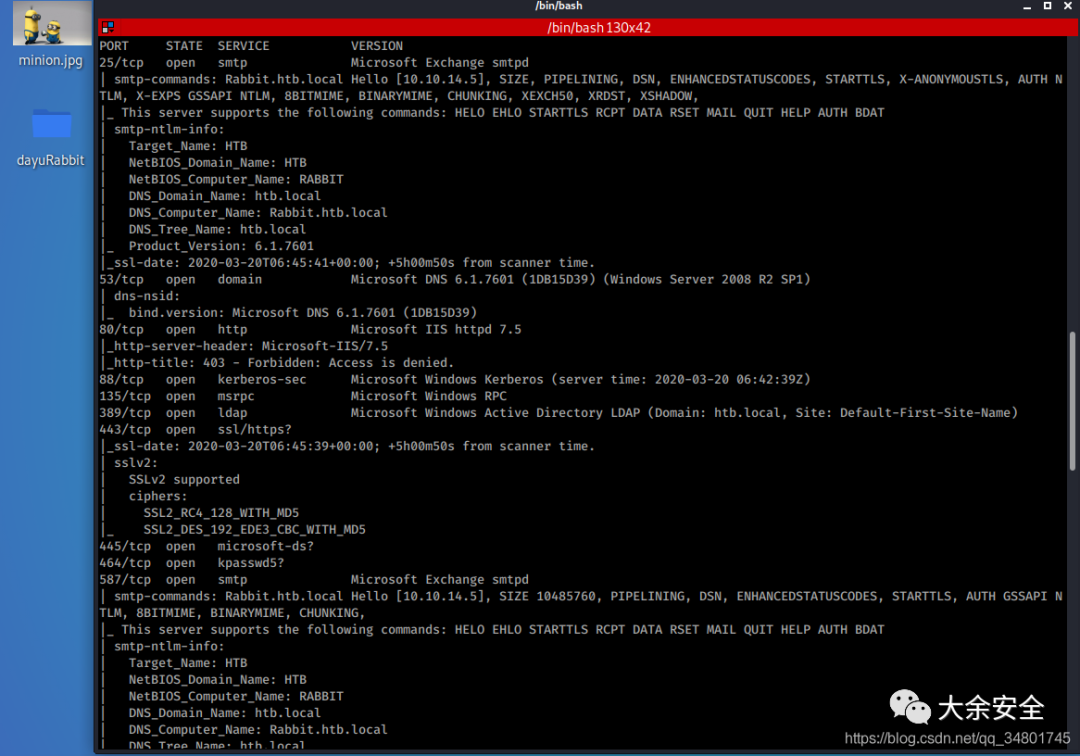 /bin/bash
/bin/bash 130x42
minion.jpg
dayuRabbit
PORT STATE SERVICE VERSION
25/tcp open smtp Microsoft Exchange smtpd
| smtp-commands: Rabbit.htb.local Hello [10.10.14.5], SIZE, PIPELINING, DSN, ENHANCEDSTATUSCODES, STARTTLS, X-ANONYMOUSTLS, AUTH N
TLM, X-EXPS GSSAPI NTLM, 8BITMIME, BINARYMIME, CHUNKING, XEXCH50, XRDST, XSHADOW,
|_ This server supports the following commands: HELO EHLO STARTTLS RCPT DATA RSET MAIL QUIT HELP AUTH BDAT
| smtp-ntlm-info:
|   Target_Name: HTB
|   NetBIOS_Domain_Name: HTB
|   NetBIOS_Computer_Name: RABBIT
|   DNS_Domain_Name: htb.local
|   DNS_Computer_Name: Rabbit.htb.local
|   DNS_Tree_Name: htb.local
|_  Product_Version: 6.1.7601
|_ssl-date: 2020-03-20T06:45:41+00:00; +5h00m50s from scanner time.
53/tcp open domain Microsoft DNS 6.1.7601 (1DB15D39) (Windows Server 2008 R2 SP1)
| dns-nsid:
|_  bind.version: Microsoft DNS 6.1.7601 (1DB15D39)
80/tcp open http Microsoft IIS httpd 7.5
|_http-server-header: Microsoft-IIS/7.5
|_http-title: 403 - Forbidden: Access is denied.
88/tcp open kerberos-sec Microsoft Windows Kerberos (server time: 2020-03-20 06:42:39Z)
135/tcp open msrpc Microsoft Windows RPC
389/tcp open ldap Microsoft Windows Active Directory LDAP (Domain: htb.local, Site: Default-First-Site-Name)
443/tcp open ssl/https?
|_ssl-date: 2020-03-20T06:45:39+00:00; +5h00m50s from scanner time.
| sslv2:
|   SSLv2 supported
|   ciphers:
|     SSL2_RC4_128_WITH_MD5
|_    SSL2_DES_192_EDE3_CBC_WITH_MD5
445/tcp open microsoft-ds?
464/tcp open kpasswd5?
587/tcp open smtp Microsoft Exchange smtpd
| smtp-commands: Rabbit.htb.local Hello [10.10.14.5], SIZE 10485760, PIPELINING, DSN, ENHANCEDSTATUSCODES, STARTTLS, AUTH GSSAPI N
TLM, 8BITMIME, BINARYMIME, CHUNKING,
|_ This server supports the following commands: HELO EHLO STARTTLS RCPT DATA RSET MAIL QUIT HELP AUTH BDAT
| smtp-ntlm-info:
|   Target_Name: HTB
|   NetBIOS_Domain_Name: HTB
|   NetBIOS_Computer_Name: RABBIT
|   DNS_Domain_Name: htb.local
|   DNS_Computer_Name: Rabbit.htb.local
|   DNS_Tree_Name: htb.local
大余安全
https://blog.csdn.net/qq_34801745